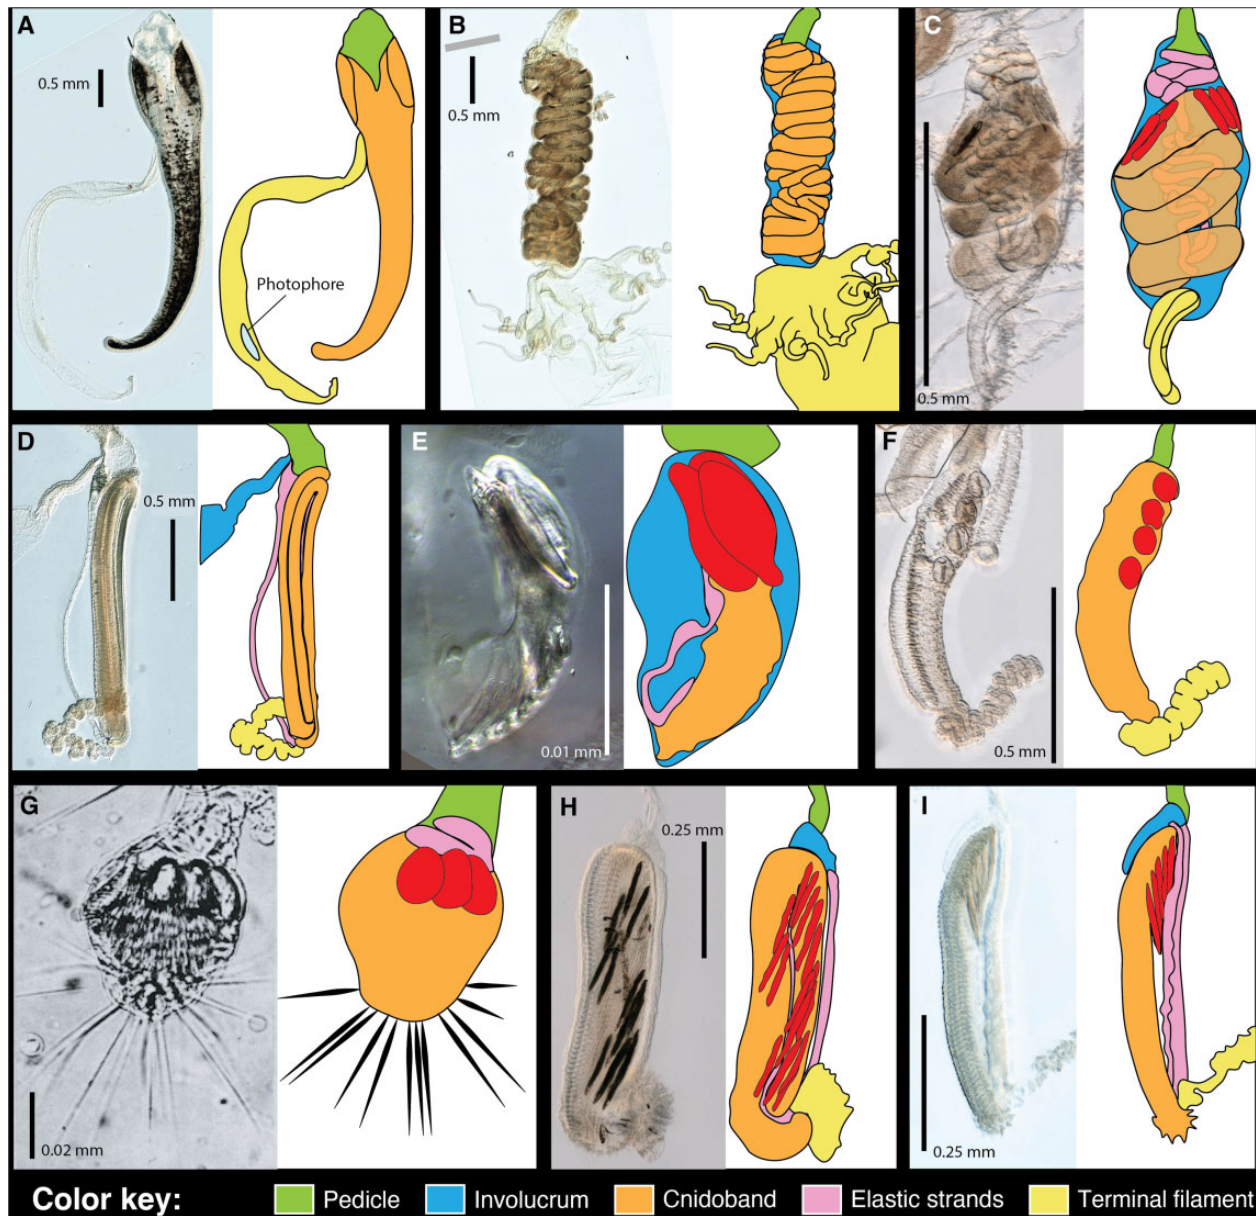 A
0.5 mm
Photophore
B
0.5 mm
C
0.5 mm
D
0.5 mm
E
0.01 mm
F
0.5 mm
G
0.02 mm
H
0.25 mm
I
0.25 mm
Color key: Pedicle Involucrum Cnidoband Elastic strands Terminal filament